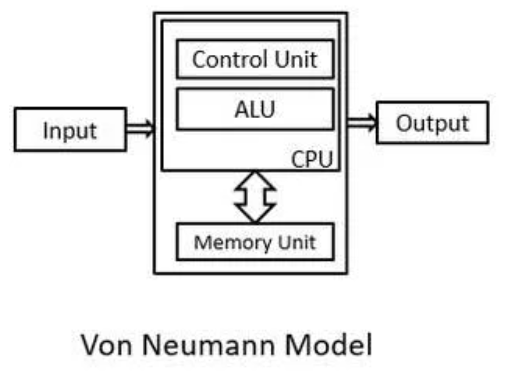 Control Unit
ALU
Input
Output
CPU
Memory Unit
Von Neumann Model